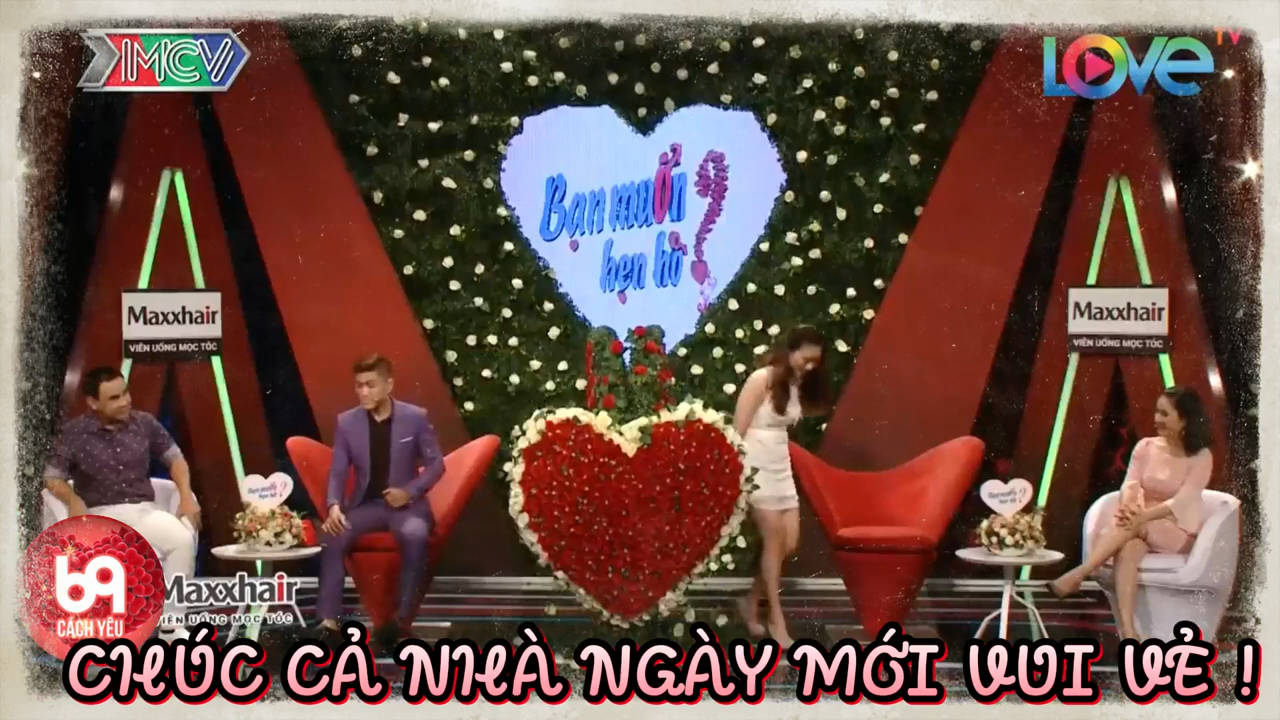 MCV
LOVE TV
Bạn muốn
hẹn hò ?
Maxxhair
VIÊN UỐNG MỌC TÓC
Maxxhair
VIÊN UỐNG MỌC TÓC
Bạn muốn
hẹn hò ?
Bạn muốn
hẹn hò ?
69
CÁCH YÊU
Maxxhair
VIÊN UỐNG MỌC TÓC
CHÚC CẢ NHÀ NGÀY MỚI VUI VẺ !